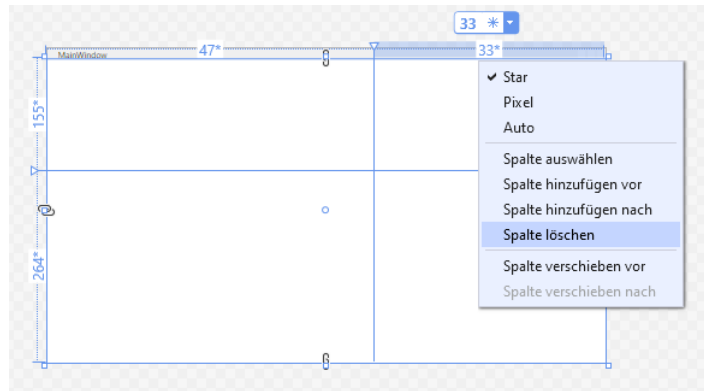 33
MainWindow
47*
33*
155*
264*
Star
Pixel
Auto
Spalte auswählen
Spalte hinzufügen vor
Spalte hinzufügen nach
Spalte löschen
Spalte verschieben vor
Spalte verschieben nach